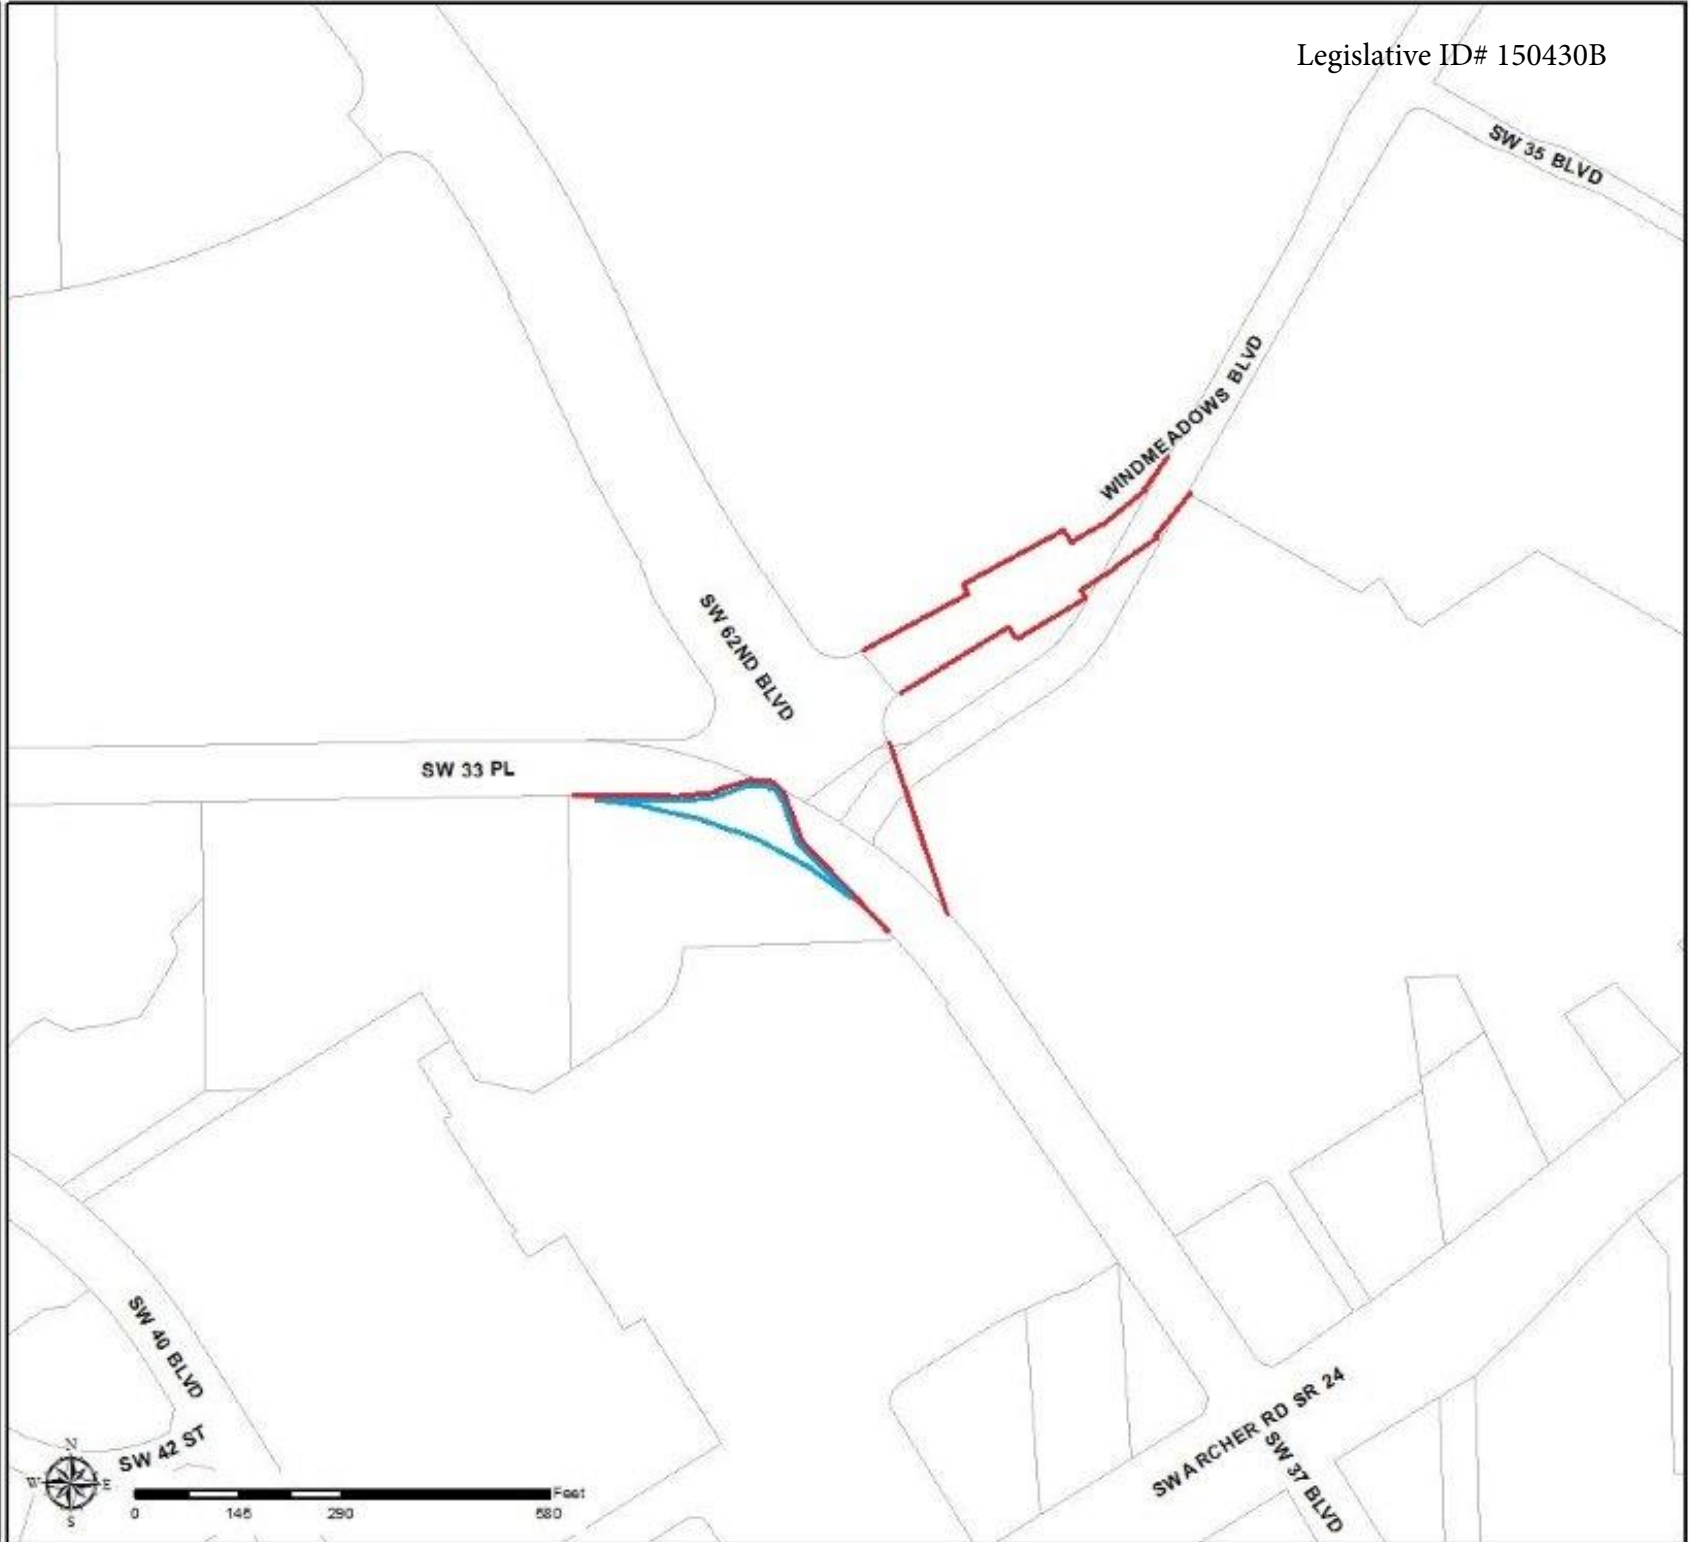 Legislative ID# 150430B
SW 35 BLVD
WINDMEADOWS BLVD
SW 62ND BLVD
SW 33 PL
SW 40 BLVD
SW 42 ST
SW ARCHER RD SR 24
SW 37 BLVD
N
W E
S
Feet
0 145 290 580